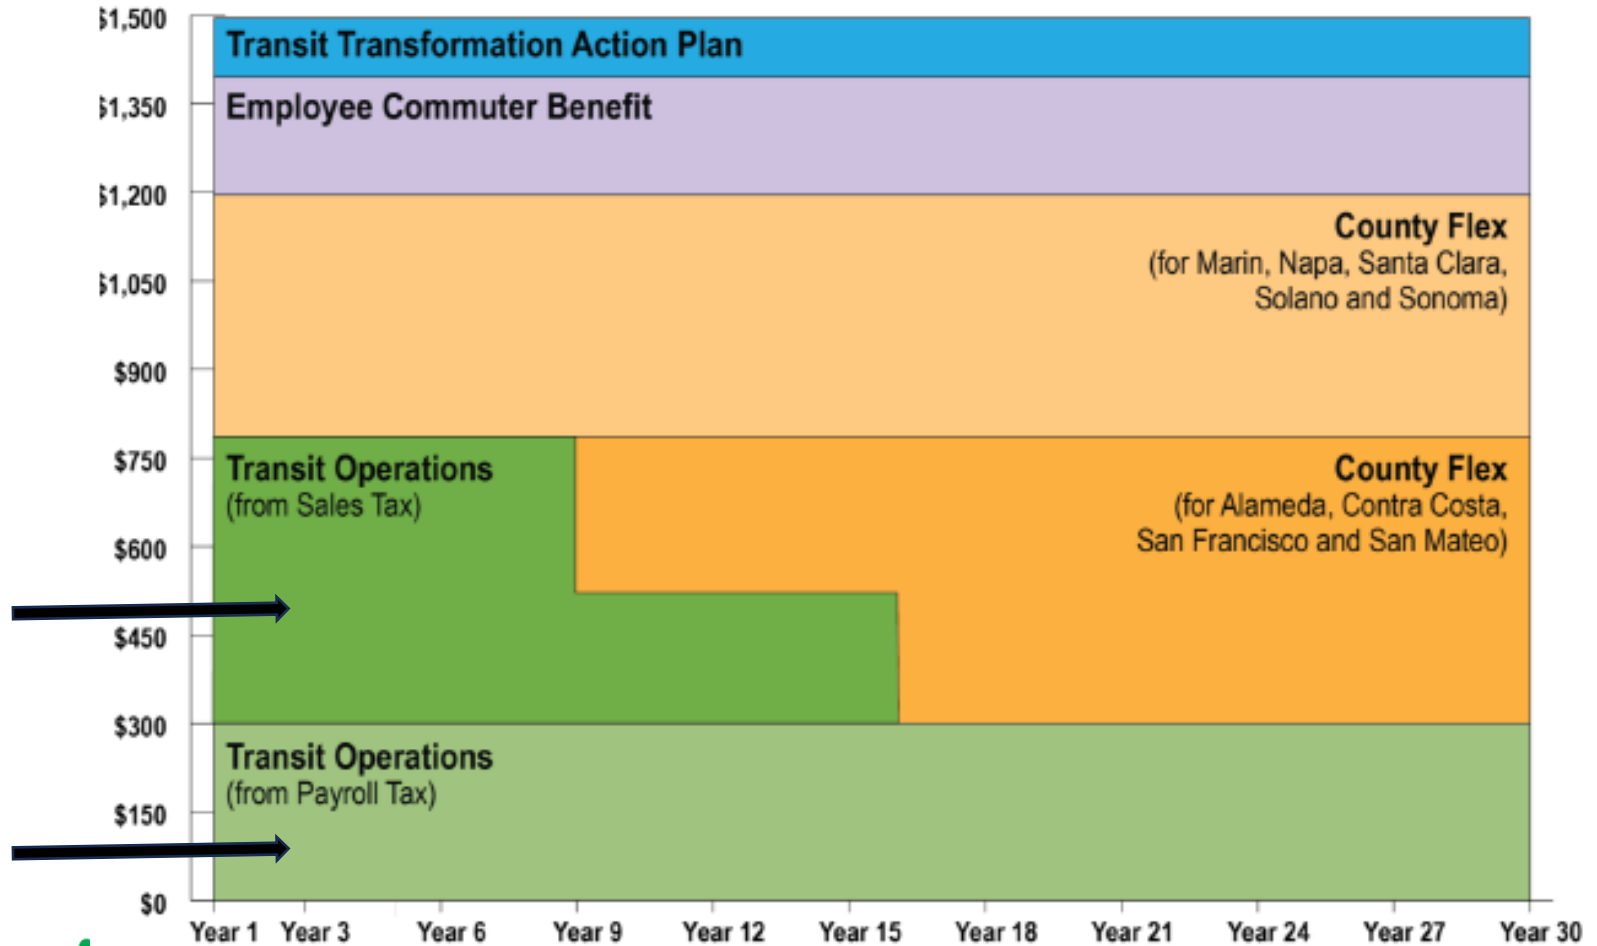 $1,500
Transit Transformation Action Plan
$1,350
Employee Commuter Benefit
$1,200
County Flex
(for Marin, Napa, Santa Clara,
Solano and Sonoma)
$1,050
$900
$750
Transit Operations
(from Sales Tax)
County Flex
(for Alameda, Contra Costa,
San Francisco and San Mateo)
$600
$450
$300
Transit Operations
(from Payroll Tax)
$150
$0
Year 1 Year 3 Year 6 Year 9 Year 12 Year 15 Year 18 Year 21 Year 24 Year 27 Year 30